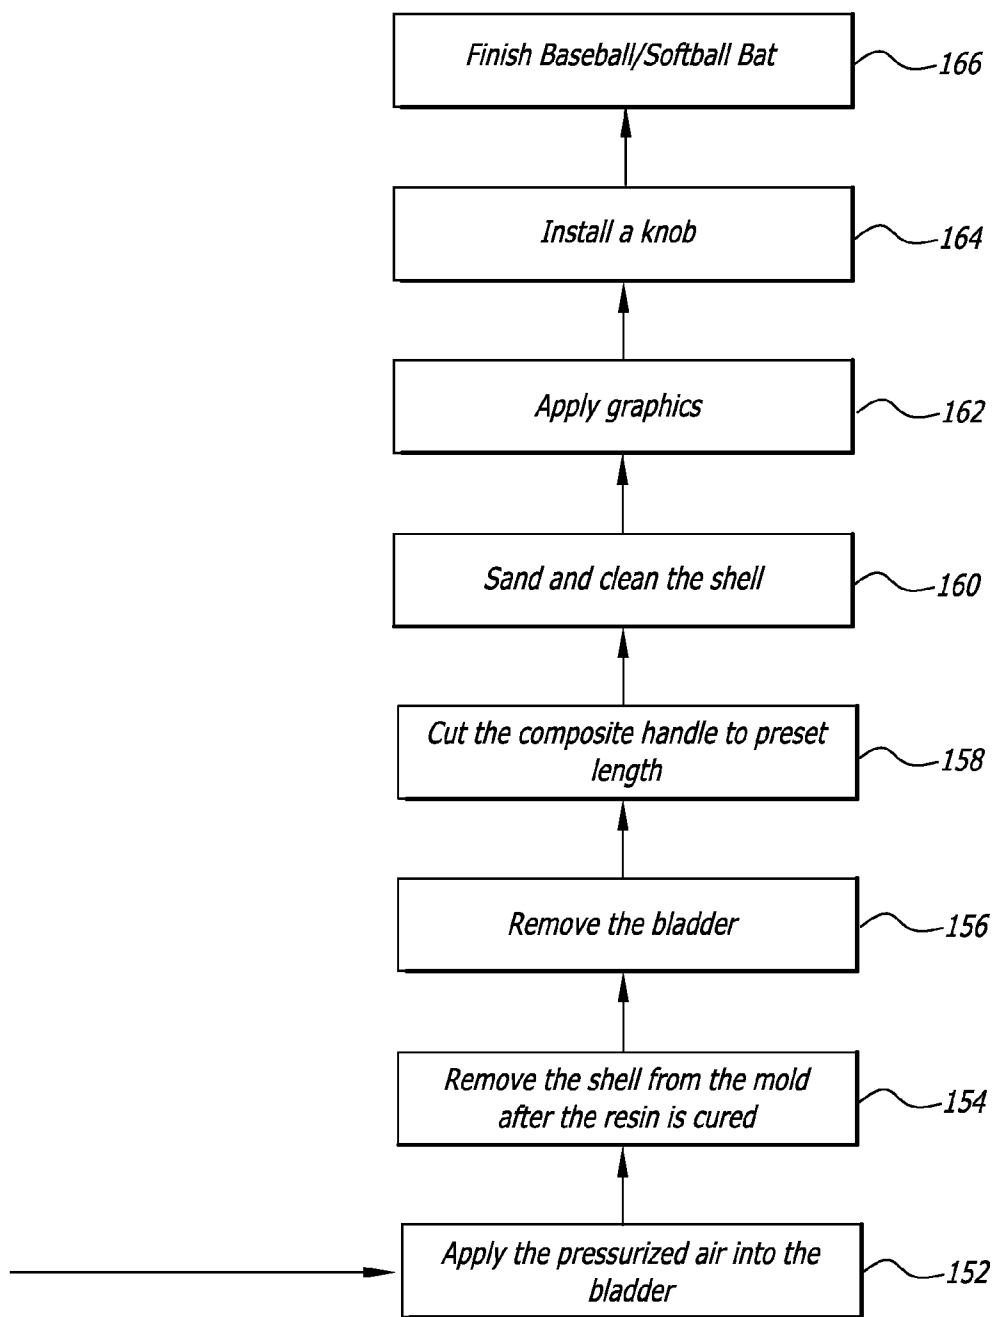 Finish Baseball/Softball Bat
166
Install a knob
164
Apply graphics
162
Sand and clean the shell
160
Cut the composite handle to preset
length
158
Remove the bladder
156
Remove the shell from the mold
after the resin is cured
154
Apply the pressurized air into the
bladder
152